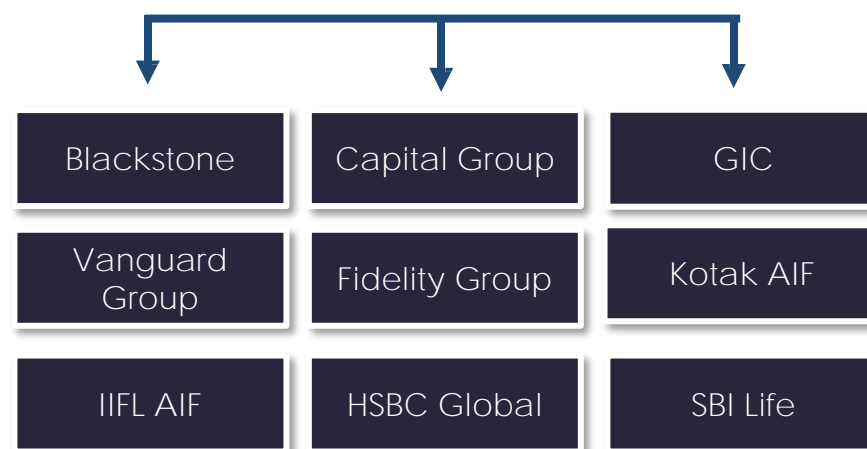 Blackstone
Capital Group
GIC
Vanguard
Group
Fidelity Group
Kotak AIF
IIFL AIF
HSBC Global
SBI Life